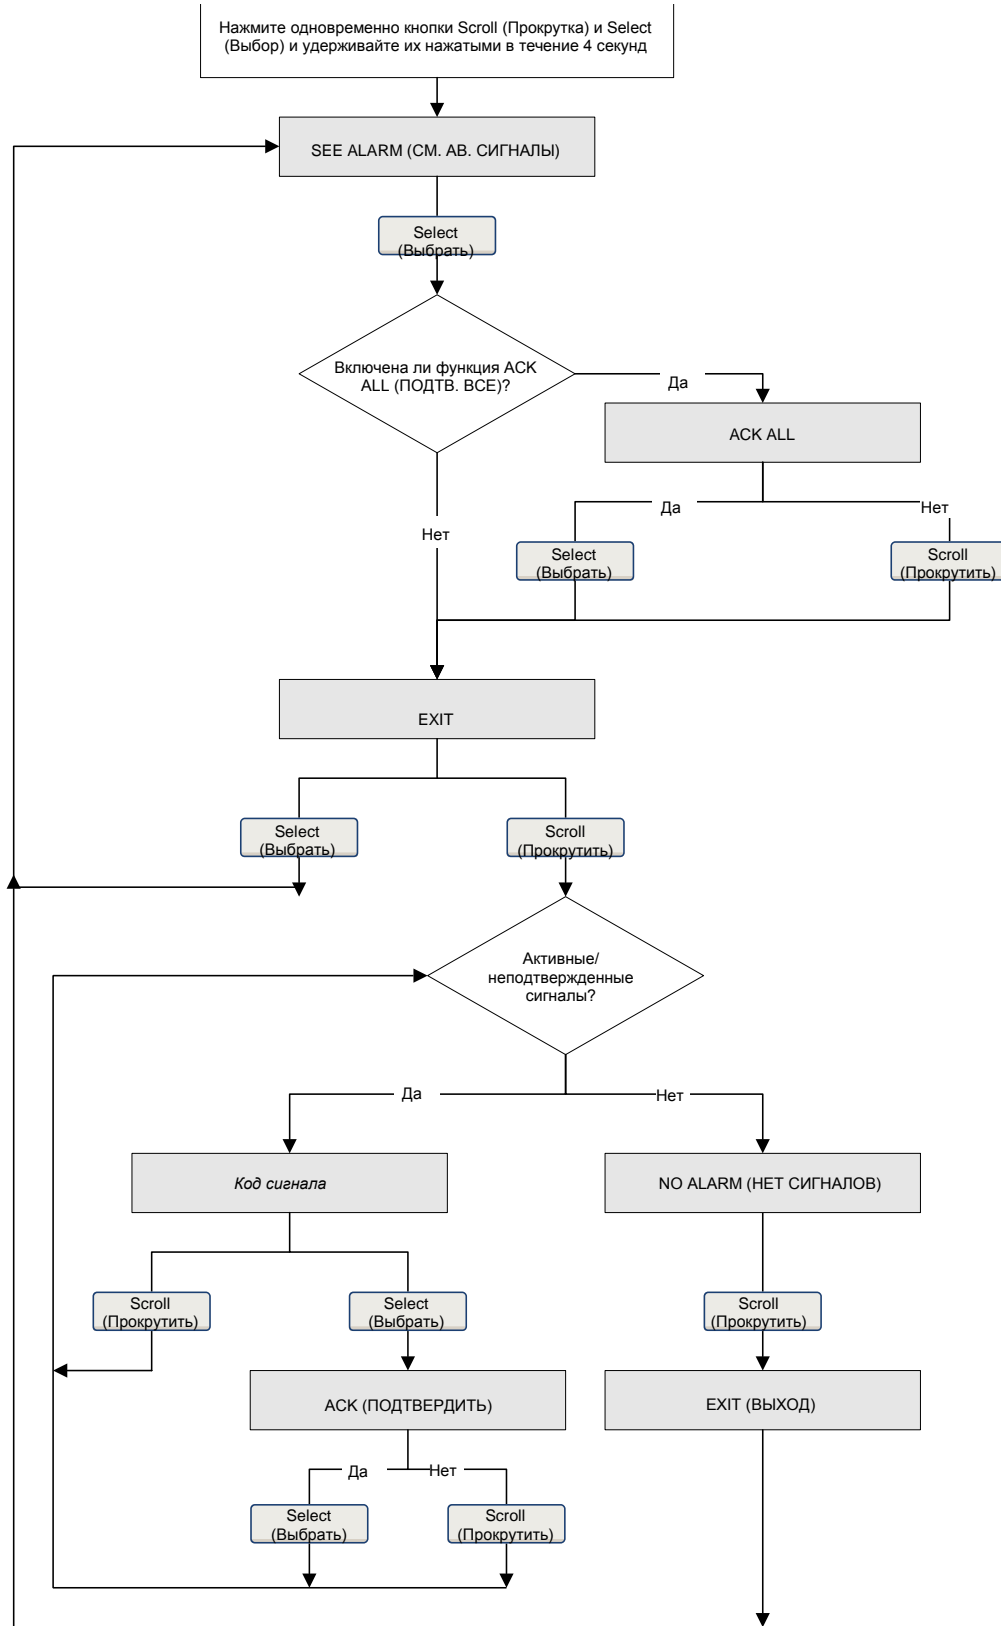 Нажмите одновременно кнопки Scroll (Прокрутка) и Select
(Выбор) и удерживайте их нажатыми в течение 4 секунд
SEE ALARM (СМ. АВ. СИГНАЛЫ)
Select
(Выбрать)
Включена ли функция ACK
ALL (ПОДТВ. ВСЕ)?
Да
ACK ALL
Да
Нет
Нет
Select
(Выбрать)
Scroll
(Прокрутить)
EXIT
Select
(Выбрать)
Scroll
(Прокрутить)
Активные/
неподтвержденные
сигналы?
Да
Нет
Код сигнала
NO ALARM (НЕТ СИГНАЛОВ)
Scroll
(Прокрутить)
Select
(Выбрать)
Scroll
(Прокрутить)
ACK (ПОДТВЕРДИТЬ)
EXIT (ВЫХОД)
Да
Нет
Select
(Выбрать)
Scroll
(Прокрутить)